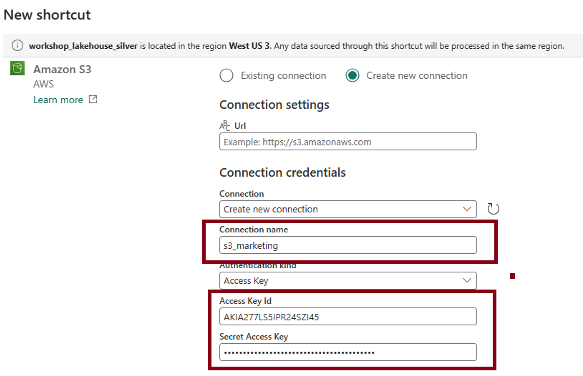 New shortcut
workshop_lakehouse_silver is located in the region West US 3. Any data sourced through this shortcut will be processed in the same region.
Amazon S3
AWS
Learn more
Existing connection
Create new connection
Connection settings
Url
Example: https://s3.amazonaws.com
Connection credentials
Connection
Create new connection
Connection name
s3_marketing
Authentication kind
Access Key
Access Key Id
AKIA277LS5IPR24SZI45
Secret Access Key
••••••••••••••••••••••••••••••••••••••••